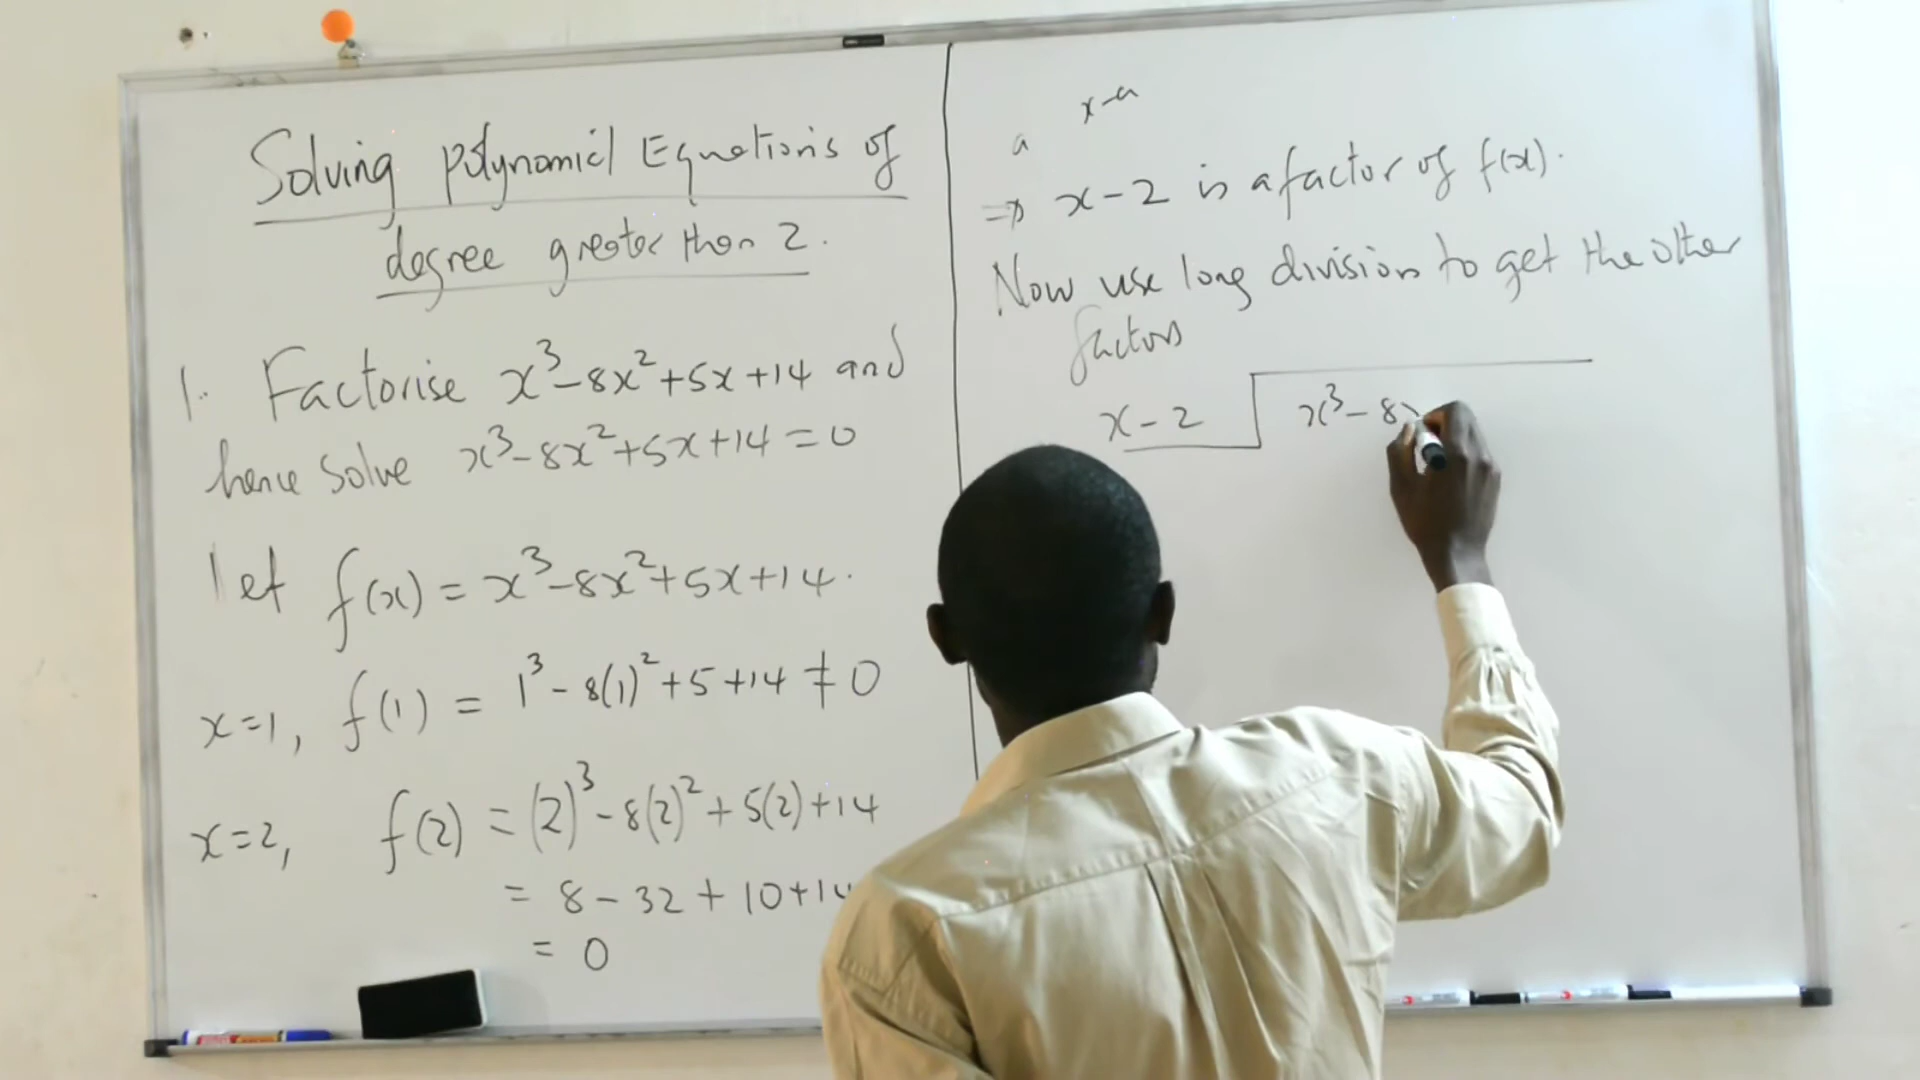 Solving polynomial Equations of
degree greater than 2.
1. Factorise x³-8x²+5x+14 and
hence solve x³-8x²+5x+14=0
let f(x) = x³-8x²+5x+14.
x=1, f(1) = 1³-8(1)²+5+14≠0
x=2, f(2) = (2)³-8(2)²+5(2)+14
= 8-32+10+14
= 0
x-a
a
⇒ x-2 is a factor of f(x).
Now use long division to get the other
factors
x-2 x³-8x